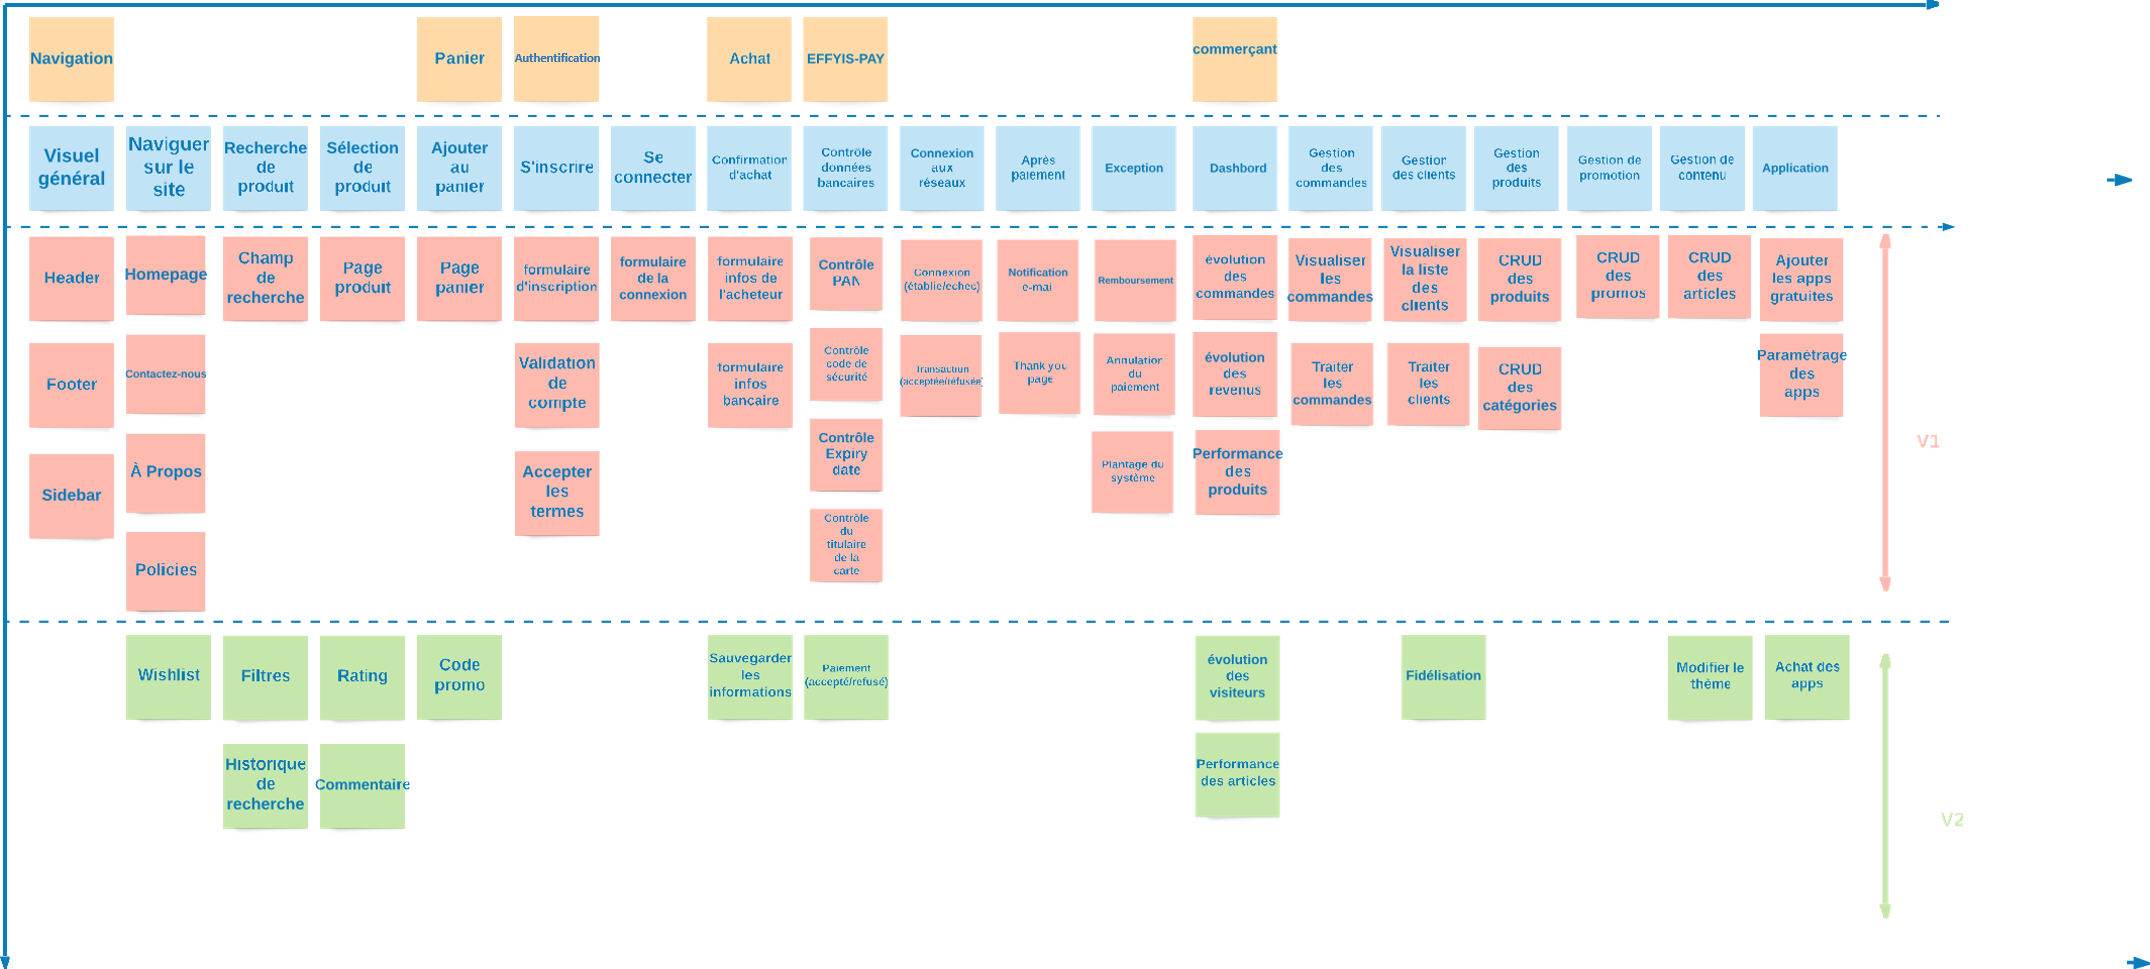 Navigation
Panier
Authentification
Achat
EFFYIS-PAY
commerçant
Visuel
général
Naviguer
sur le
site
Recherche
de
produit
Sélection
de
produit
Ajouter
au
panier
S'inscrire
Se
connecter
Confirmation
d'achat
Contrôle
données
bancaires
Connexion
aux
réseaux
Après
paiement
Exception
Dashbord
Gestion
des
commandes
Gestion
des clients
Gestion
des
produits
Gestion de
promotion
Gestion de
contenu
Application
Header
Homepage
Champ
de
recherche
Page
produit
Page
panier
formulaire
d'inscription
formulaire
de la
connexion
formulaire
infos de
l'acheteur
Contrôle
PAN
Connexion
(établie/echec)
Notification
e-mai
Remboursement
évolution
des
commandes
Visualiser
les
commandes
Visualiser
la liste
des
clients
CRUD
des
produits
CRUD
des
promos
CRUD
des
articles
Ajouter
les apps
gratuites
Footer
Contactez-nous
Validation
de
compte
formulaire
infos
bancaire
Contrôle
code de
sécurité
Transaction
(acceptée/réfusée)
Thank you
page
Annulation
du
paiement
évolution
des
revenus
Traiter
les
commandes
Traiter
les
clients
CRUD
des
catégories
Paramètrage
des
apps
V1
Sidebar
À Propos
Accepter
les
termes
Contrôle
Expiry
date
Plantage du
système
Performance
des
produits
Policies
Contrôle
du
titulaire
de la
carte
Wishlist
Filtres
Rating
Code
promo
Sauvegarder
les
informations
Paiement
(accepté/refusé)
évolution
des
visiteurs
Fidélisation
Modifier le
thème
Achat des
apps
Historique
de
recherche
Commentaire
Performance
des articles
V2